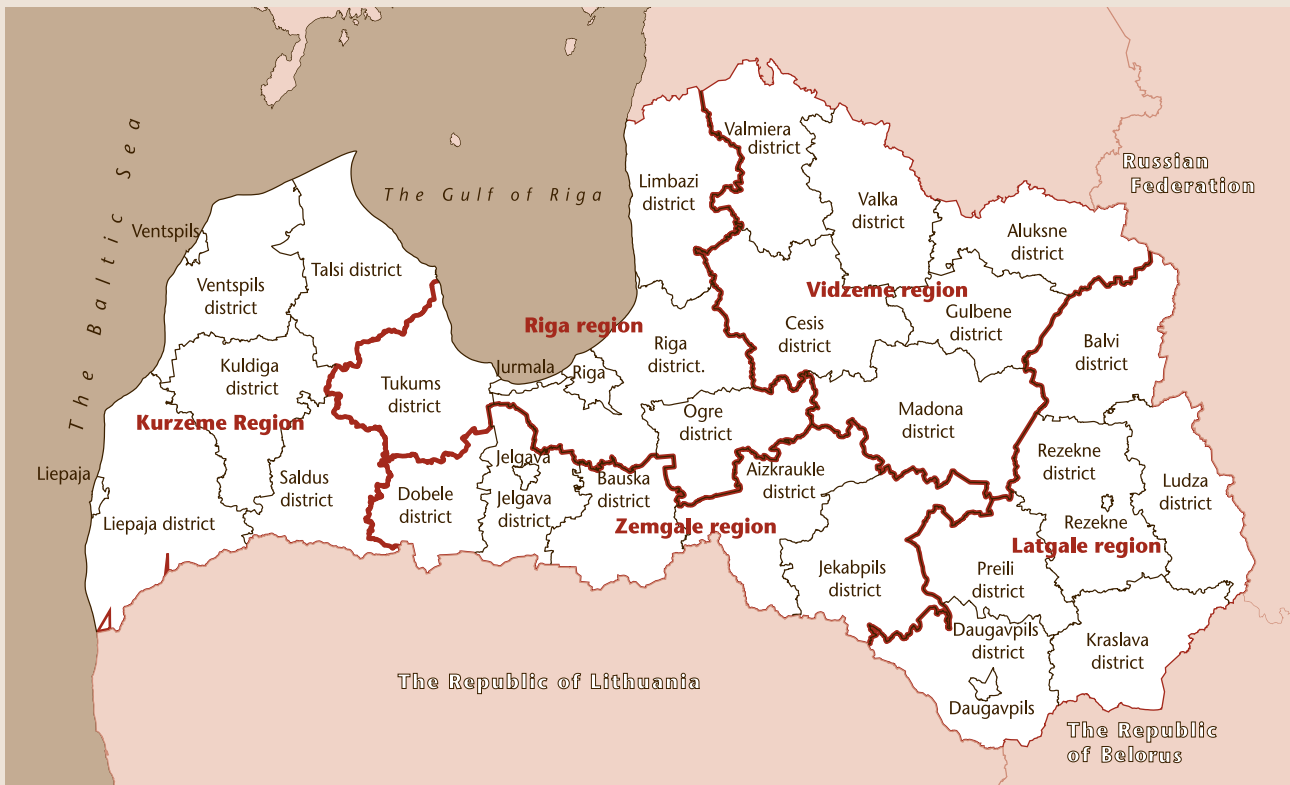 The Baltic Sea
The Gulf of Riga
Russian
Federation
Valmiera
district
Limbazi
district
Valka
district
Aluksne
district
Ventspils
Talsi district
Ventspils
district
Vidzeme region
Gulbene
district
Riga region
Cesis
district
Balvi
district
Riga
district.
Jurmala
Riga
Kuldiga
district
Tukums
district
Ogre
district
Madona
district
Kurzeme Region
Rezekne
district
Ludza
district
Liepaja
Saldus
district
Jelgava
Aizkraukle
district
Bauska
district
Dobele
district
Jelgava
district
Liepaja district
Zemgale region
Rezekne
Latgale region
Jekabpils
district
Preili
district
Daugavpils
district
Kraslava
district
The Republic of Lithuania
Daugavpils
The Republic
of Belorus